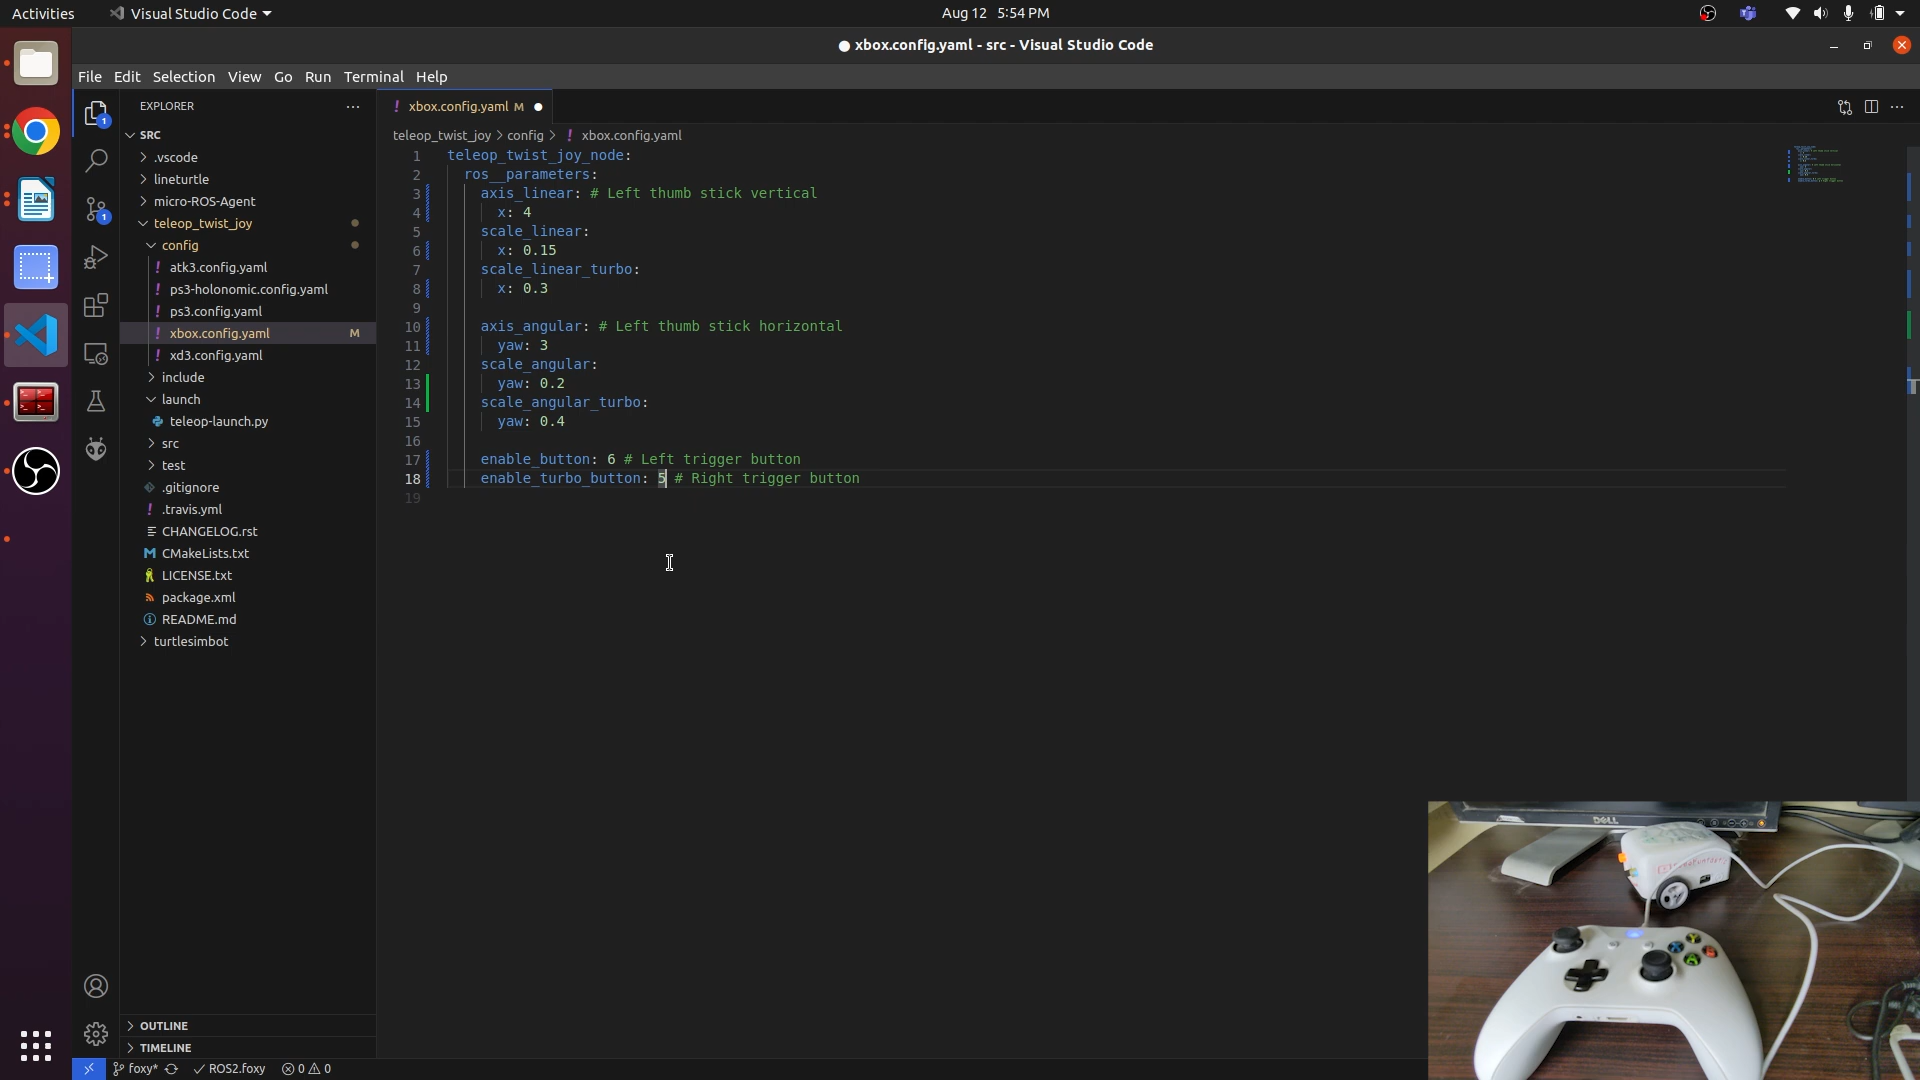 Activities
Visual Studio Code
Aug 12 5:54 PM
● xbox.config.yaml - src - Visual Studio Code
File Edit Selection View Go Run Terminal Help
EXPLORER
SRC
.vscode
lineturtle
micro-ROS-Agent
teleop_twist_joy
config
! atk3.config.yaml
! ps3-holonomic.config.yaml
! ps3.config.yaml
! xbox.config.yaml M
! xd3.config.yaml
include
launch
teleop-launch.py
src
test
.gitignore
! .travis.yml
CHANGELOG.rst
CMakeLists.txt
LICENSE.txt
package.xml
README.md
turtlesimbot
OUTLINE
TIMELINE
1
1
! xbox.config.yaml M ●
teleop_twist_joy > config > ! xbox.config.yaml
1 teleop_twist_joy_node:
2 ros__parameters:
3 axis_linear: # Left thumb stick vertical
4 x: 4
5 scale_linear:
6 x: 0.15
7 scale_linear_turbo:
8 x: 0.3
9
10 axis_angular: # Left thumb stick horizontal
11 yaw: 3
12 scale_angular:
13 yaw: 0.2
14 scale_angular_turbo:
15 yaw: 0.4
16
17 enable_button: 6 # Left trigger button
18 enable_turbo_button: 5 # Right trigger button
19
foxy* ROS2.foxy 0 0
DELL